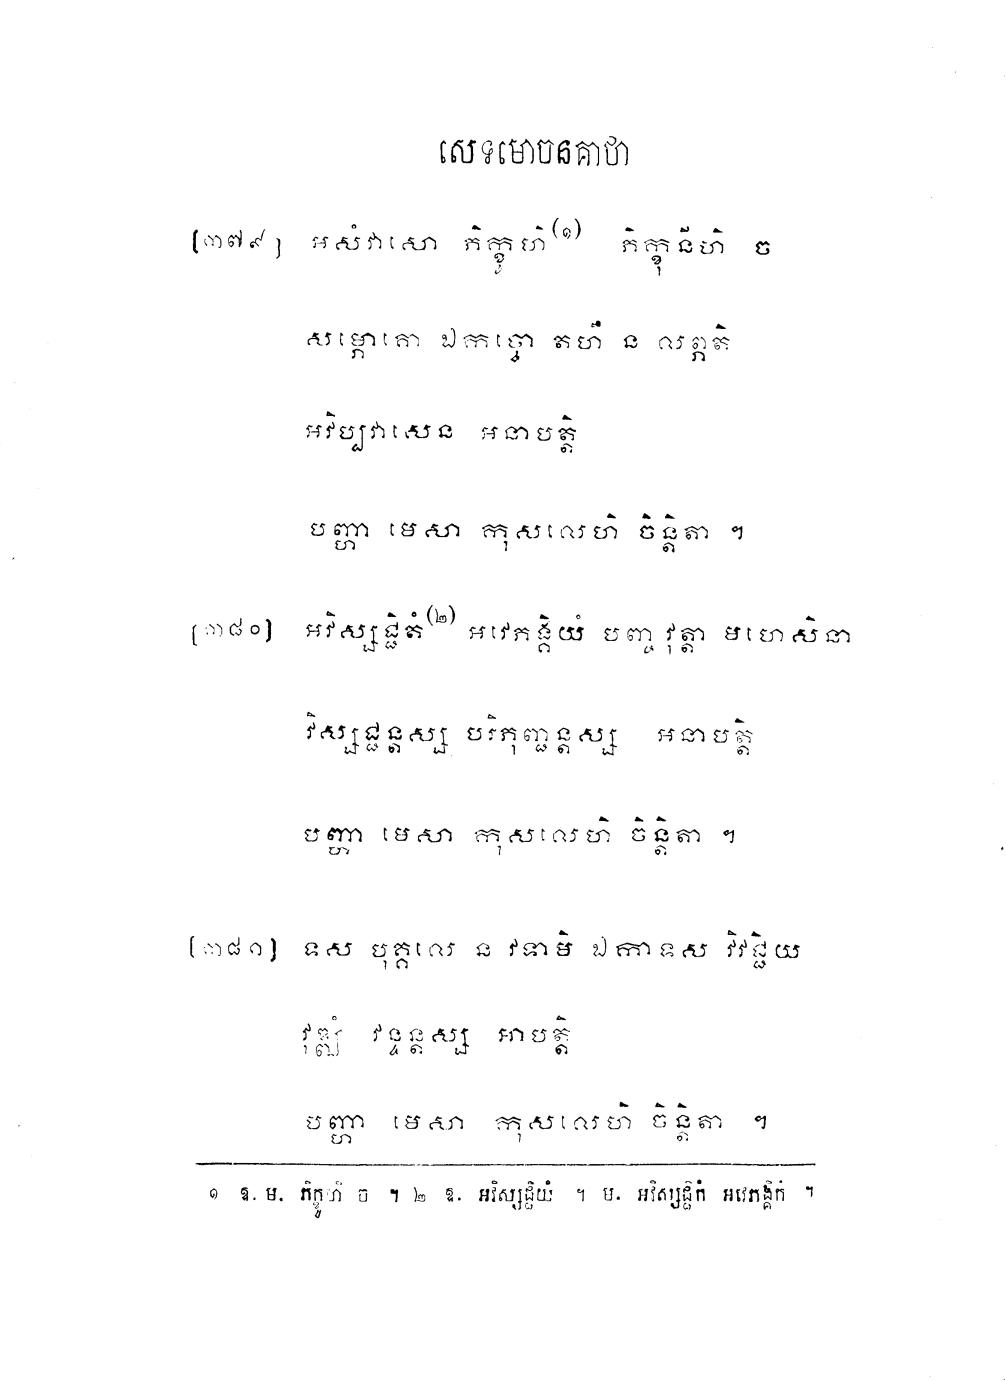 សេទមោចនគាថា
[៣៧៩] អសំវាសោ ភិក្ខូហិ(១) ភិក្ខុនីហិ ច
សម្ភោគោ ឯកច្ចោ តហឹ ន លព្ភតិ
អវិប្បវាសេន អនាបត្តិ
បញ្ហា មេសា កុសលេហិ ចិន្តិតា ។
[៣៨០] អវិស្សជ្ជិតំ(២) អវេភង្គិយំ បញ្ច វុត្តា មហេសិនា
វិស្សជ្ជន្តស្ស បរិភុញ្ជន្តស្ស អនាបត្តិ
បញ្ហា មេសា កុសលេហិ ចិន្តិតា ។
[៣៨១] ទស បុគ្គលេ ន វទាមិ ឯកាទស វិវជ្ជិយ
វុឌ្ឍំ វន្ទន្តស្ស អាបត្តិ
បញ្ហា មេសា កុសលេហិ ចិន្តិតា ។
១ ឱ. ម. ភិក្ខូហិ ច ។ ២ ឱ. អវិស្សជ្ជិយំ ។ ម. អវិស្សជ្ជិកំ អវេភង្គិកំ ។